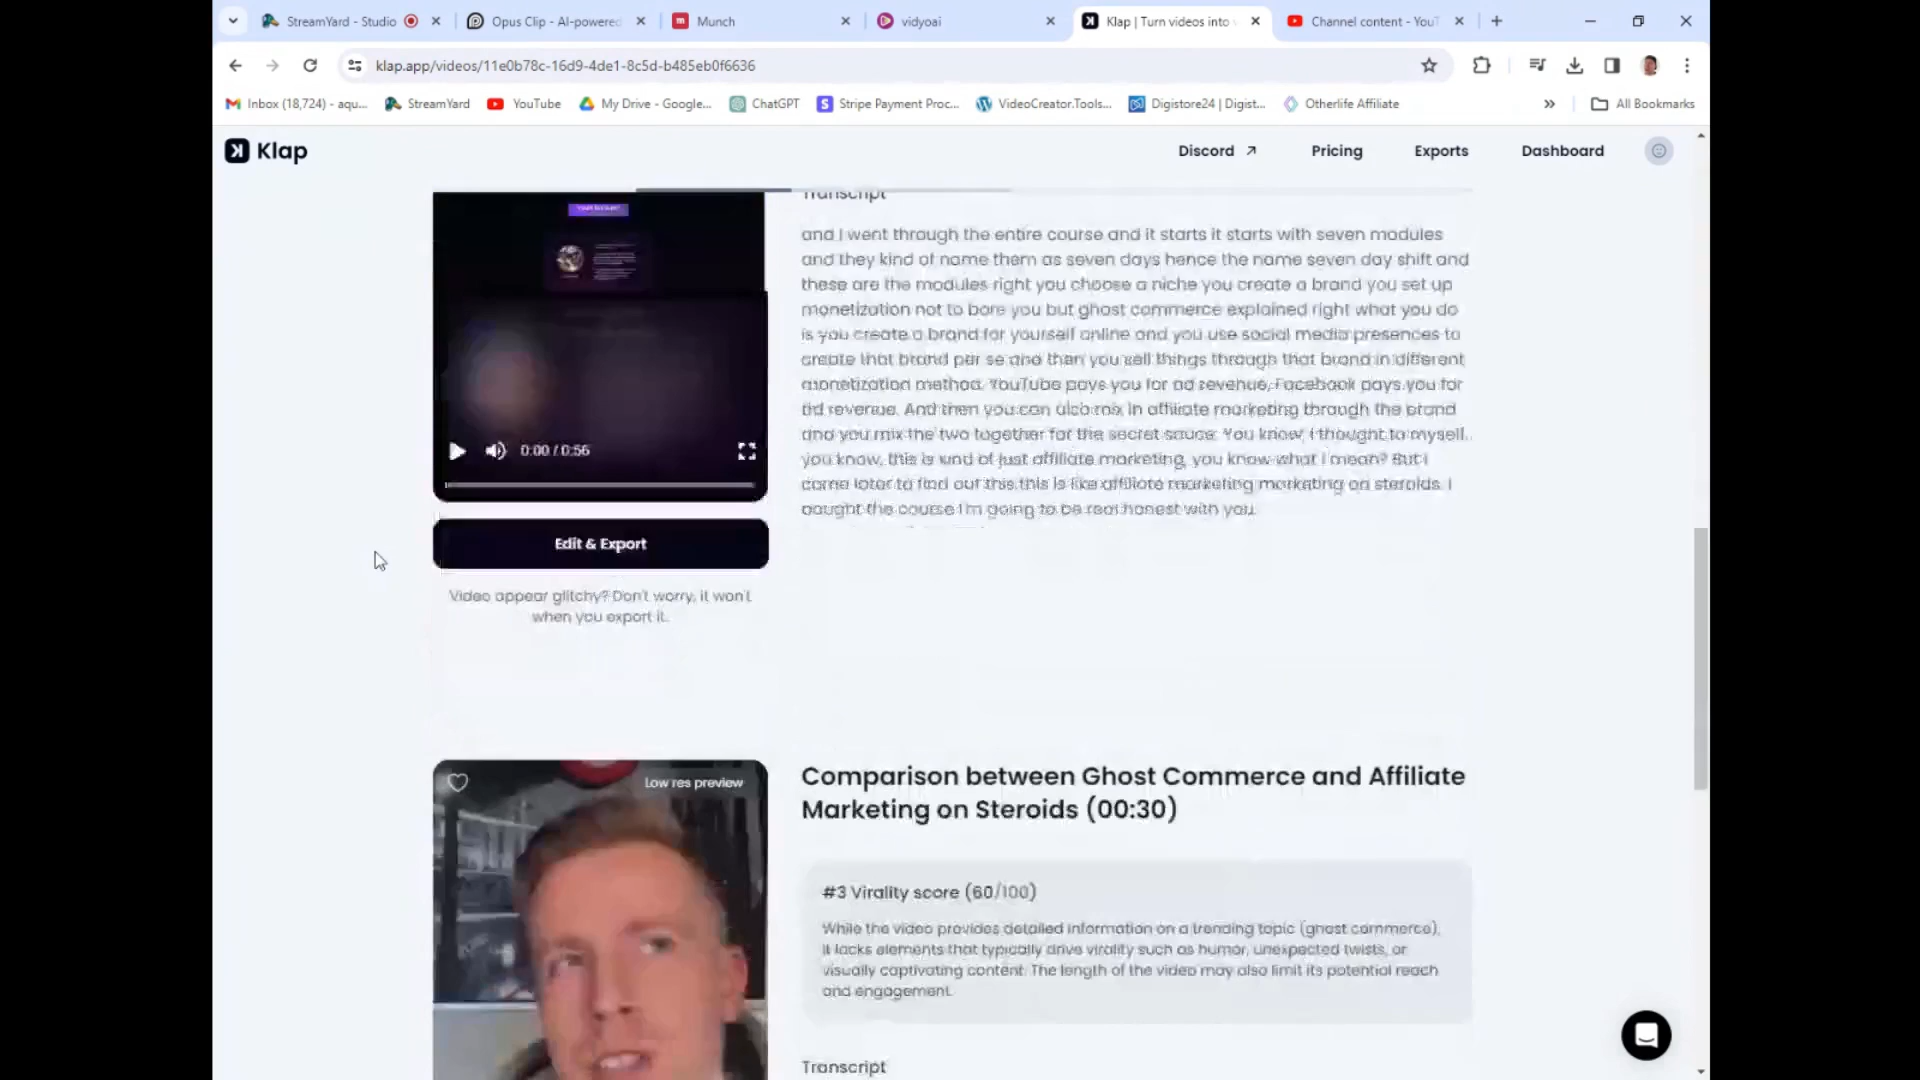 StreamYard - Studio
Opus Clip - AI-powered
Munch
vidyoai
Klap | Turn videos into
Channel content - YouT
klap.app/videos/11e0b78c-16d9-4de1-8c5d-b485eb0f6636
Inbox (18,724) - aqu...
StreamYard
YouTube
My Drive - Google...
ChatGPT
Stripe Payment Proc...
VideoCreator.Tools...
Digistore24 | Digist...
Otherlife Affiliate
All Bookmarks
Klap
Discord
Pricing
Exports
Dashboard
Transcript
and I went through the entire course and it starts it starts with seven modules
and they kind of name them as seven days hence the name seven day shift and
these are the modules right you choose a niche you create a brand you set up
monetization not to bore you but ghost commerce explained right what you do
is you create a brand for yourself online and you use social media presences to
create that brand per se and then you sell things through that brand in different
monetization method. YouTube pays you for ad revenue, Facebook pays you for
ad revenue. And then you can also mix in affiliate marketing through the brand
and you mix the two together for the secret sauce. You know, I thought to myself,
you know, this is kind of just affiliate marketing, you know what I mean? But I
came later to find out this this is like affiliate marketing marketing on steroids. I
bought the course I'm going to be real honest with you.
0:00 / 0:56
Edit & Export
Video appear glitchy? Don't worry, it won't
when you export it.
Low res preview
Comparison between Ghost Commerce and Affiliate
Marketing on Steroids (00:30)
#3 Virality score (60/100)
While the video provides detailed information on a trending topic (ghost commerce),
it lacks elements that typically drive virality such as humor, unexpected twists, or
visually captivating content. The length of the video may also limit its potential reach
and engagement.
Transcript